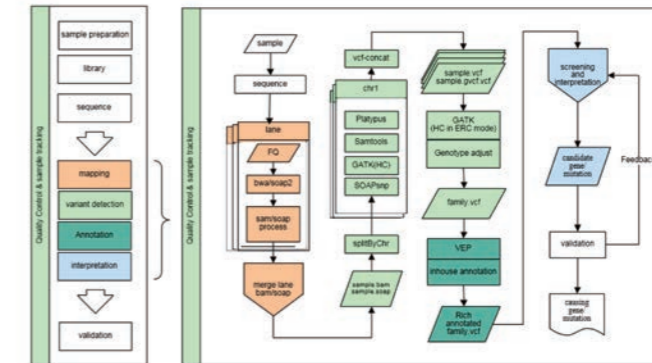 Quality Control & sample tracking
sample preparation
library
sequence
mapping
variant detection
Annotation
interpretation
validation
Quality Control & sample tracking
sample
sequence
lane
FQ
bwa/soap2
sam/soap
process
merge lane
bam/soap
vcf-concat
chr1
Platypus
Samtools
GATK(HC)
SOAPsnp
splitByChr
sample.bam
sample.soap
sample.vcf
sample.gvcf.vcf
GATK
(HC in ERC mode)
Genotype adjust
family.vcf
VEP
inhouse annotation
Rich
annotated
family.vcf
screening
and
interpretation
candidate
gene/
mutation
Feedback
validation
causing
gene/
mutation